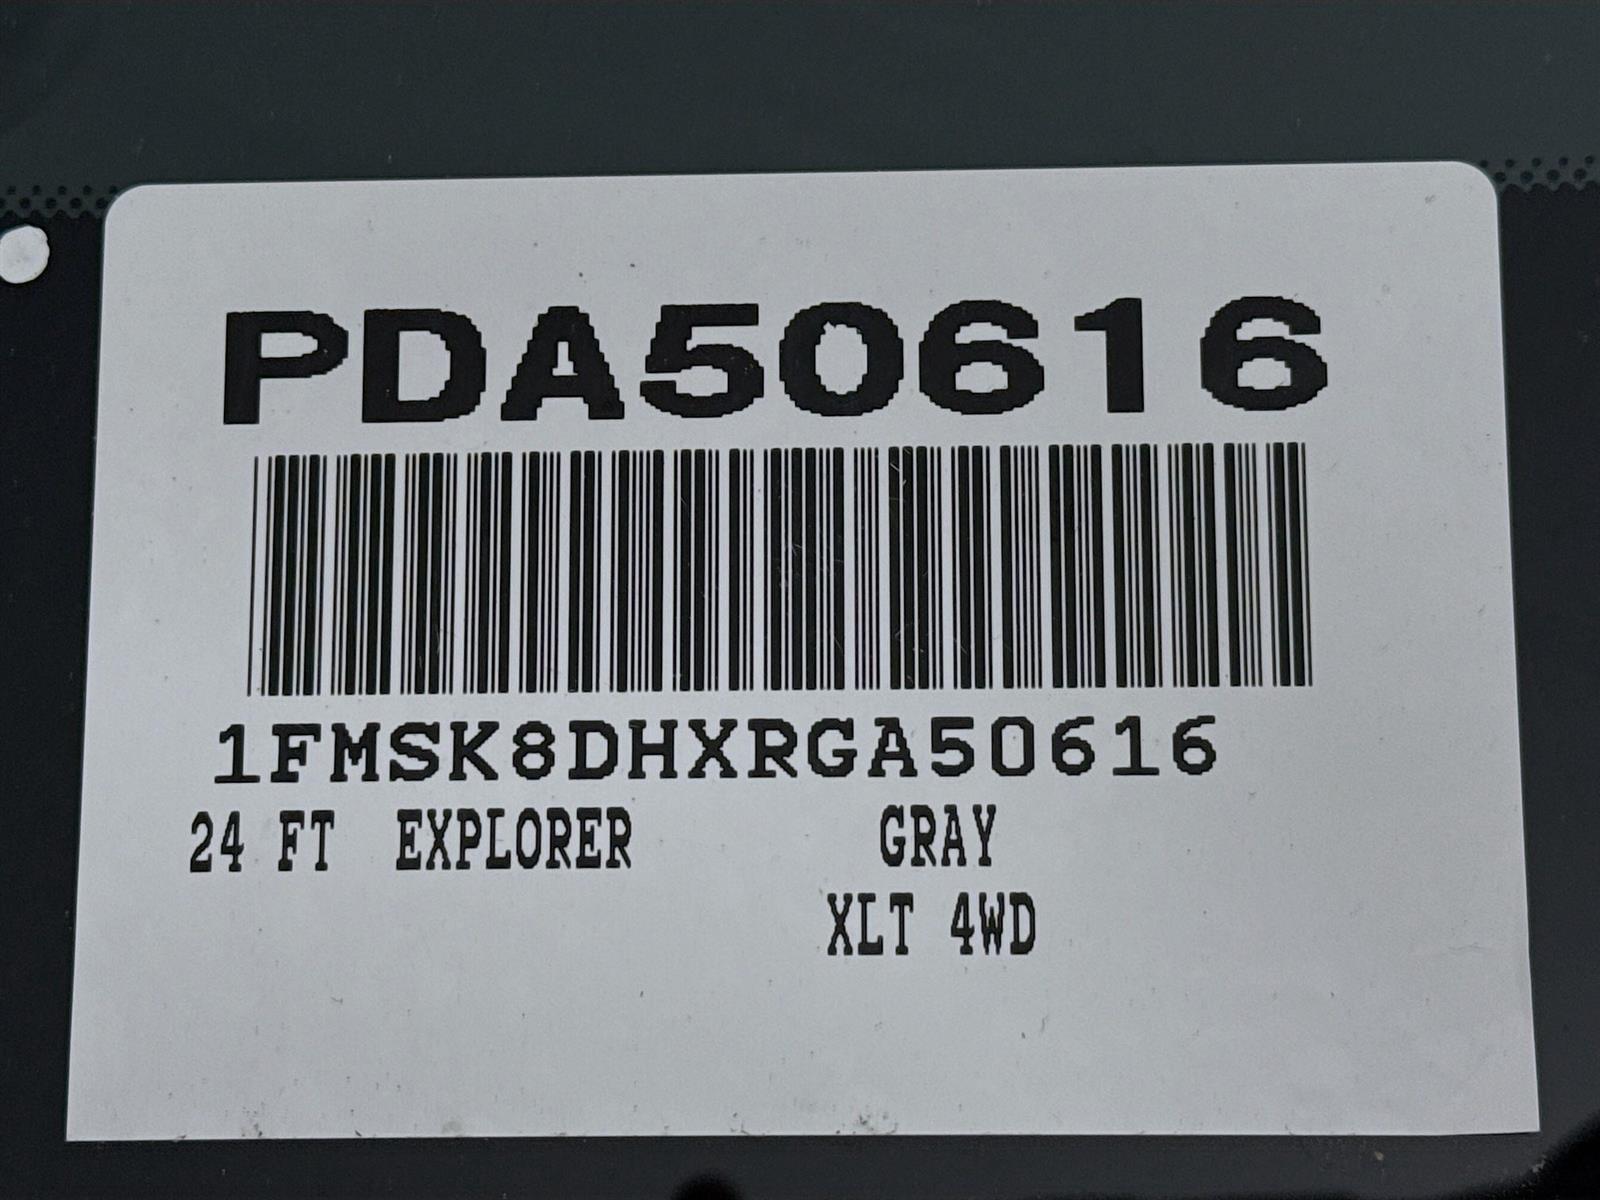 PDA50616
1FMSK8DHXRGA50616
24 FT EXPLORER GRAY
XLT 4WD